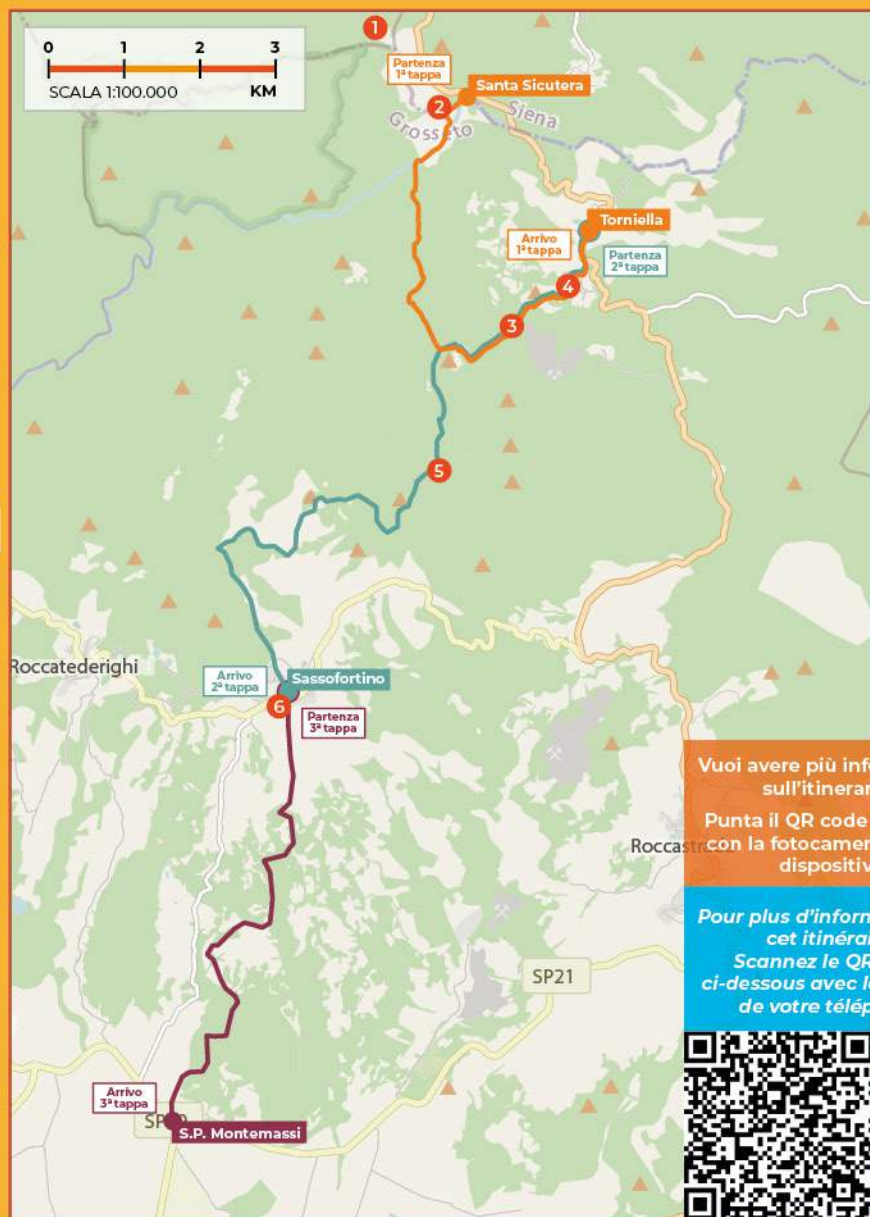 0 1 2 3
SCALA 1:100.000 KM
1
Partenza
1ª tappa
Santa Sicutera
2
Siena
Grosseto
Torniella
Arrivo
1ª tappa
Partenza
2ª tappa
4
3
5
Roccatederighi
Arrivo
2ª tappa
Sassofortino
6
Partenza
3ª tappa
Vuoi avere più inf
sull'itinerar
Punta il QR code
con la fotocamer
dispositiv
Pour plus d'inforn
cet itinérai
Scannez le QR
ci-dessous avec l
de votre télép
SP21
Arrivo
3ª tappa
S.P. Montemassi